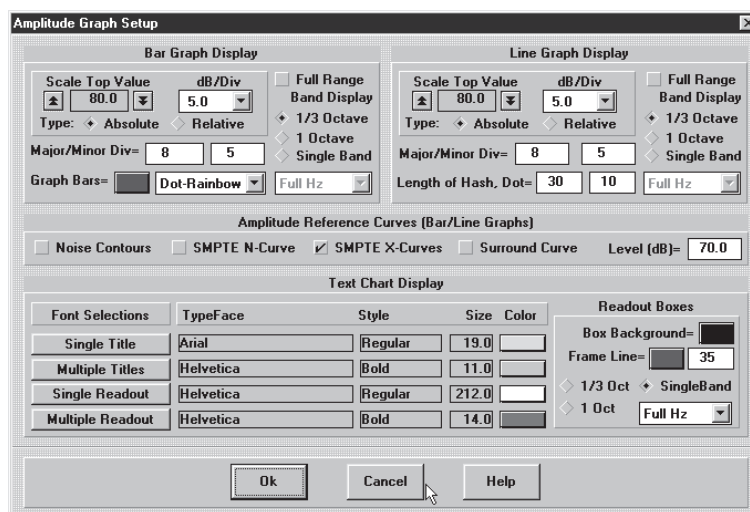 Amplitude Graph Setup
Bar Graph Display
Scale Top Value dB/Div
80.0 5.0
Type: Absolute Relative
Full Range
Band Display
1/3 Octave
1 Octave
Single Band
Major/Minor Div= 8 5
Graph Bars= Dot-Rainbow Full Hz
Line Graph Display
Scale Top Value dB/Div
80.0 5.0
Type: Absolute Relative
Full Range
Band Display
1/3 Octave
1 Octave
Single Band
Major/Minor Div= 8 5
Length of Hash, Dot= 30 10 Full Hz
Amplitude Reference Curves (Bar/Line Graphs)
Noise Contours SMPTE N-Curve SMPTE X-Curves Surround Curve Level (dB)= 70.0
Text Chart Display
Font Selections TypeFace Style Size Color
Single Title Arial Regular 19.0
Multiple Titles Helvetica Bold 11.0
Single Readout Helvetica Regular 212.0
Multiple Readout Helvetica Bold 14.0
Readout Boxes
Box Background=
Frame Line= 35
1/3 Oct SingleBand
1 Oct Full Hz
Ok Cancel Help